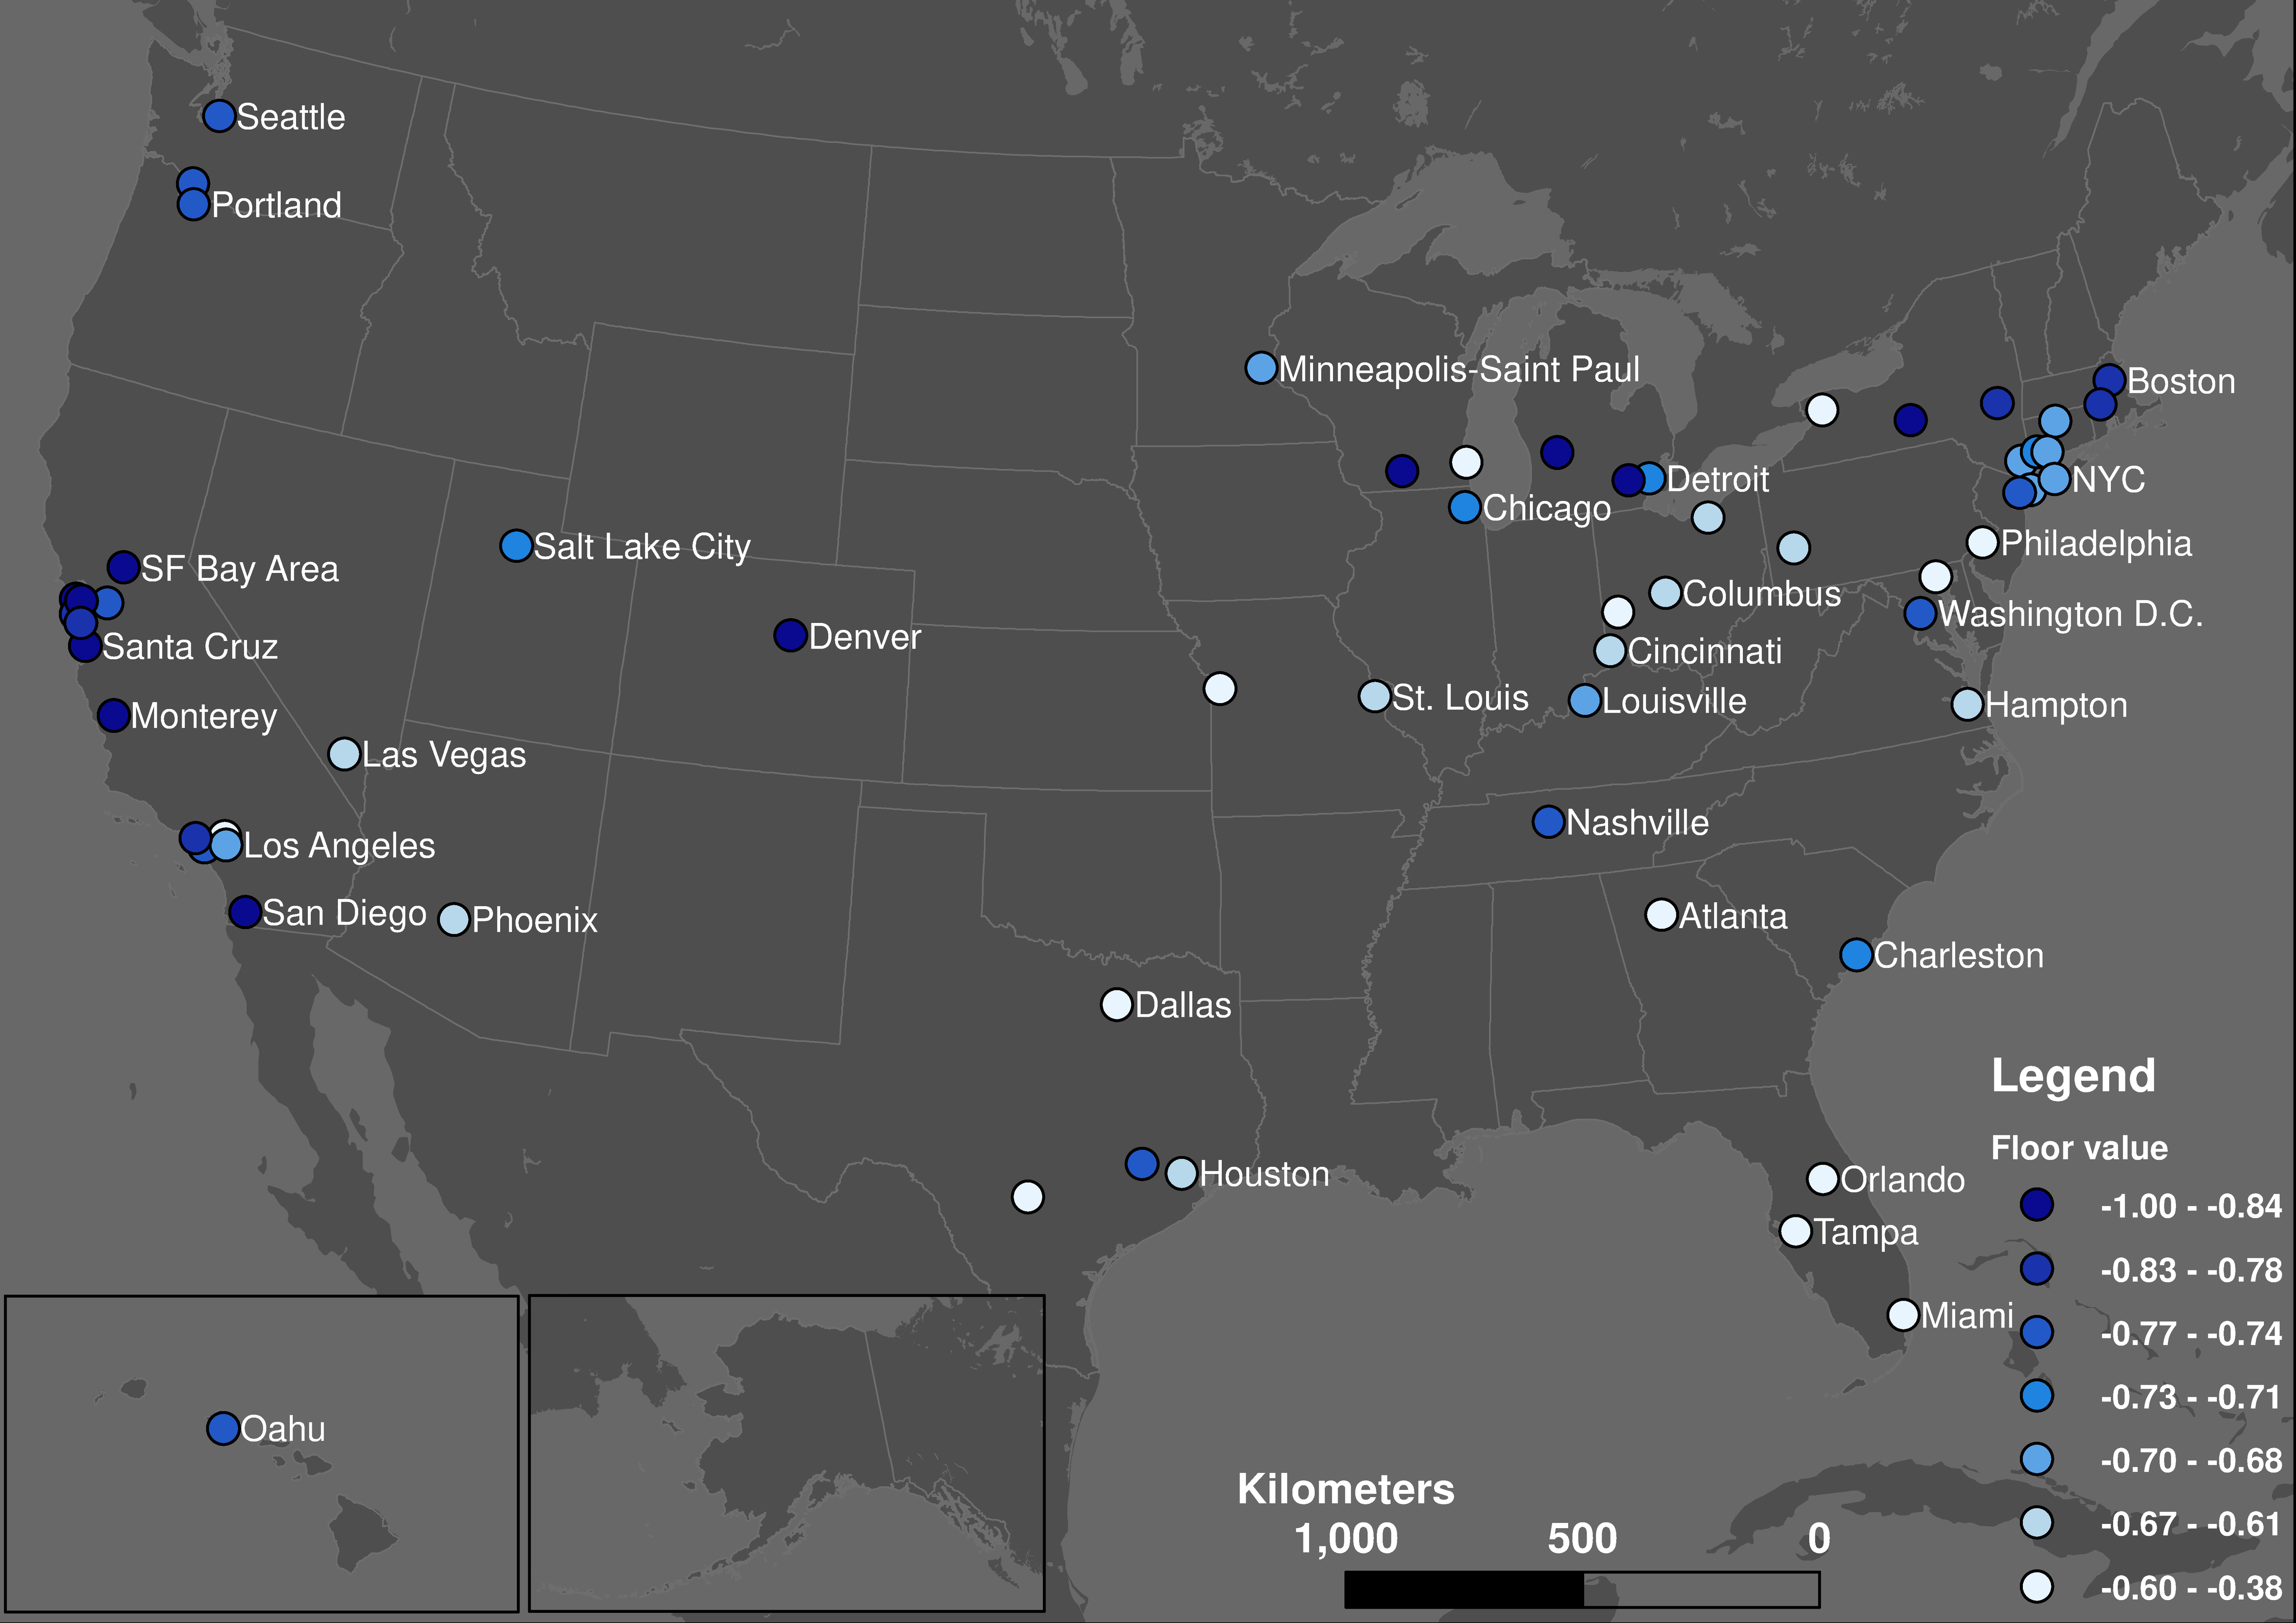 Seattle
Portland
Minneapolis-Saint Paul
Boston
Detroit
NYC
Chicago
Salt Lake City
Philadelphia
SF Bay Area
Columbus
Washington D.C.
Denver
Santa Cruz
Cincinnati
St. Louis
Louisville
Hampton
Monterey
Las Vegas
Nashville
Los Angeles
San Diego
Phoenix
Atlanta
Charleston
Dallas
Houston
Orlando
Tampa
Miami
Oahu
Legend
Floor value
-1.00 - -0.84
-0.83 - -0.78
-0.77 - -0.74
-0.73 - -0.71
-0.70 - -0.68
-0.67 - -0.61
-0.60 - -0.38
Kilometers
1,000 500 0